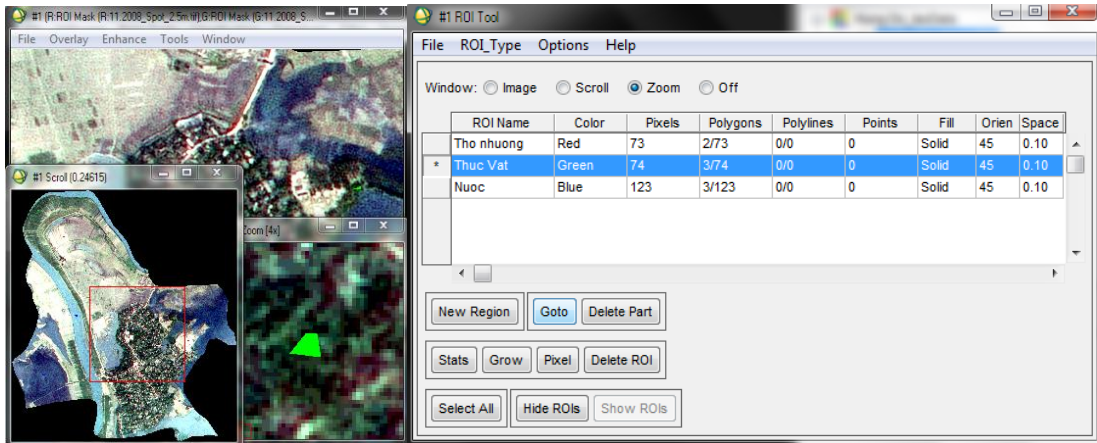 #1 (R:ROI Mask (R:11.2008_Spot_2.5m.tif),G:ROI Mask (G:11.2008_S...
File Overlay Enhance Tools Window
#1 Scroll (0.24615)
Zoom [4x]
#1 ROI Tool
File ROI_Type Options Help
Window: Image Scroll Zoom Off
ROI Name Color Pixels Polygons Polylines Points Fill Orien Space
Tho nhuong Red 73 2/73 0/0 0 Solid 45 0.10
* Thuc Vat Green 74 3/74 0/0 0 Solid 45 0.10
Nuoc Blue 123 3/123 0/0 0 Solid 45 0.10
New Region Goto Delete Part
Stats Grow Pixel Delete ROI
Select All Hide ROIs Show ROIs